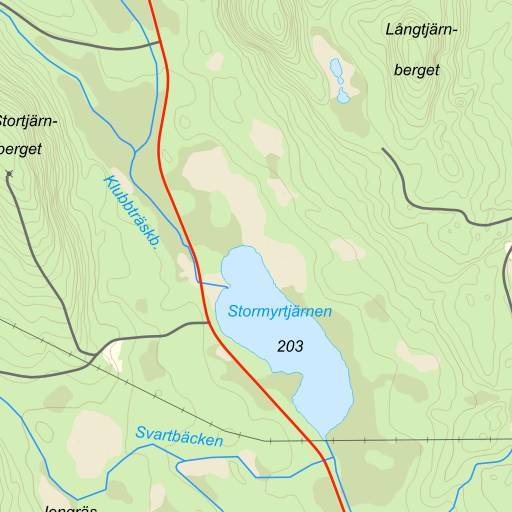 Långtjärn-
berget
Stortjärn-
berget
Klubbträskb.
Stormyrtjärnen
203
Svartbäcken